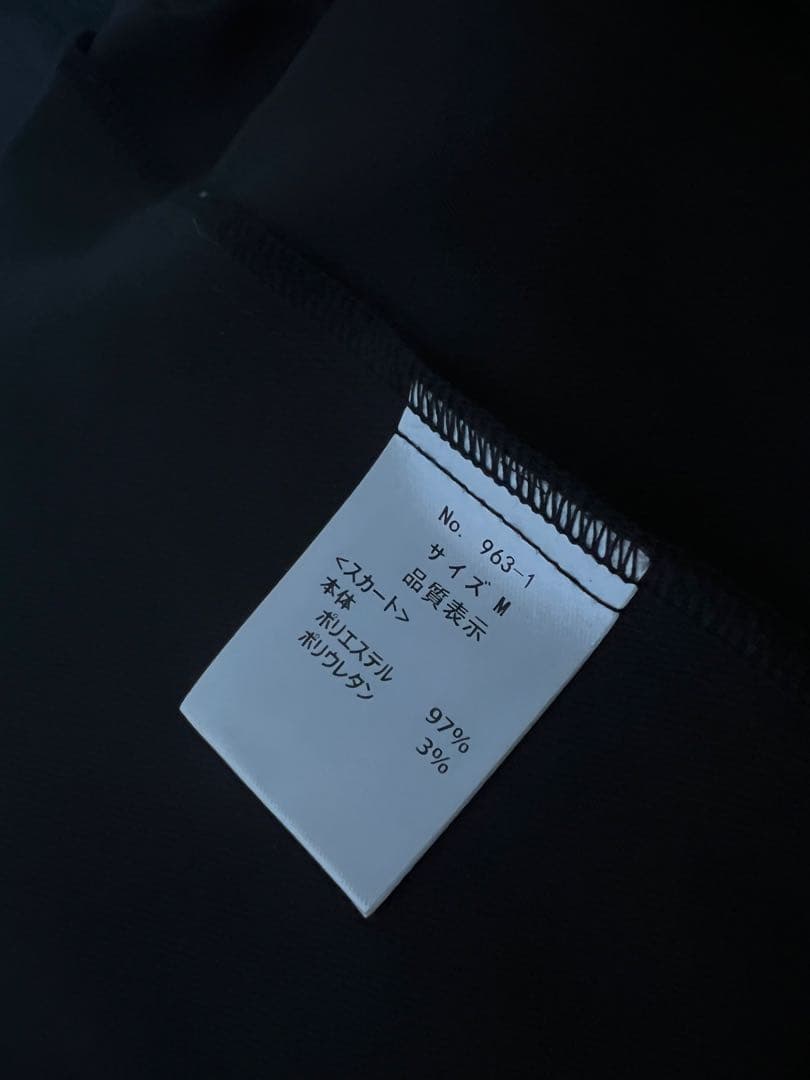 No. 963-1
サイズ M
品質表示
<スカート>
本体
ポリエステル 97%
ポリウレタン 3%